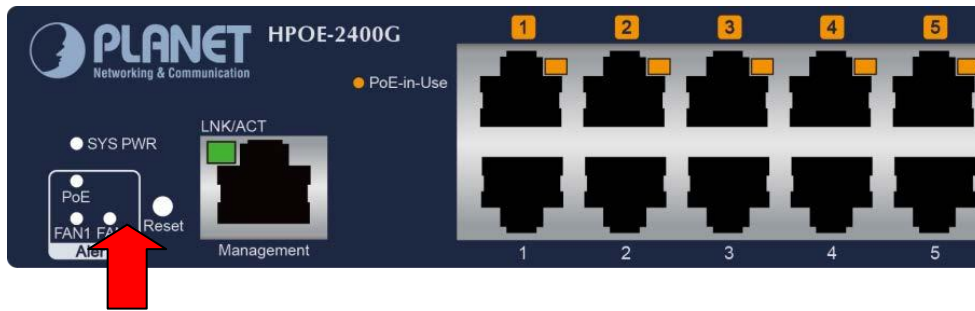 PLANET
Networking & Communication
HPOE-2400G
1 2 3 4 5
PoE-in-Use
LNK/ACT
SYS PWR
PoE
FAN1
Reset
Management
1 2 3 4 5